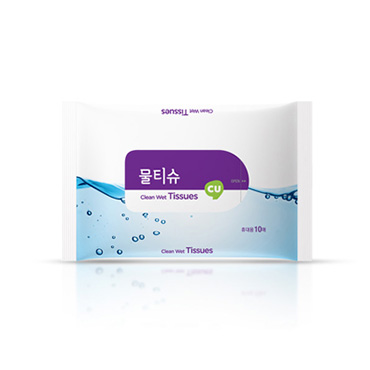 Clean Wet Tissues
물티슈
CU
Clean Wet Tissues
휴대용 10매
Clean Wet Tissues